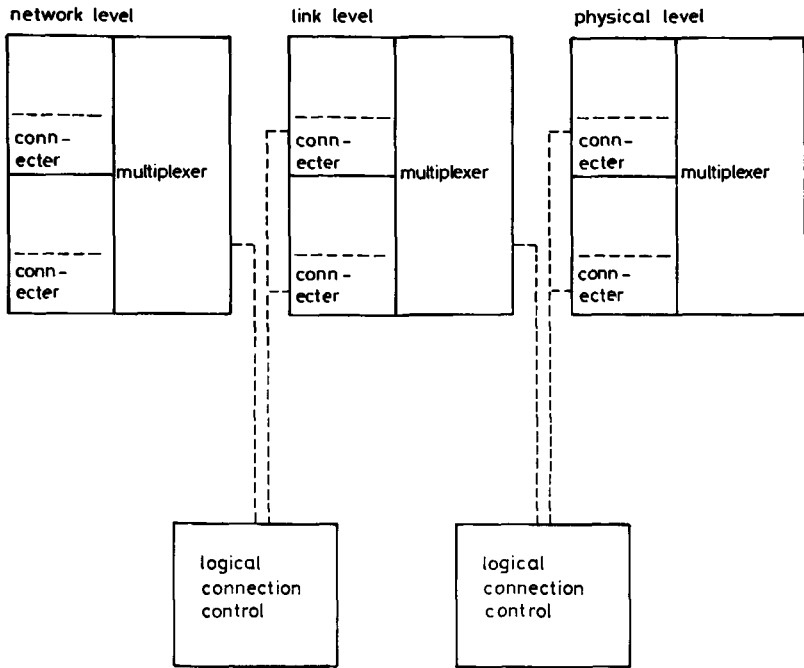 network level
link level
physical level
conn-
ecter
multiplexer
conn-
ecter
conn-
ecter
multiplexer
conn-
ecter
conn-
ecter
multiplexer
conn-
ecter
logical
connection
control
logical
connection
control